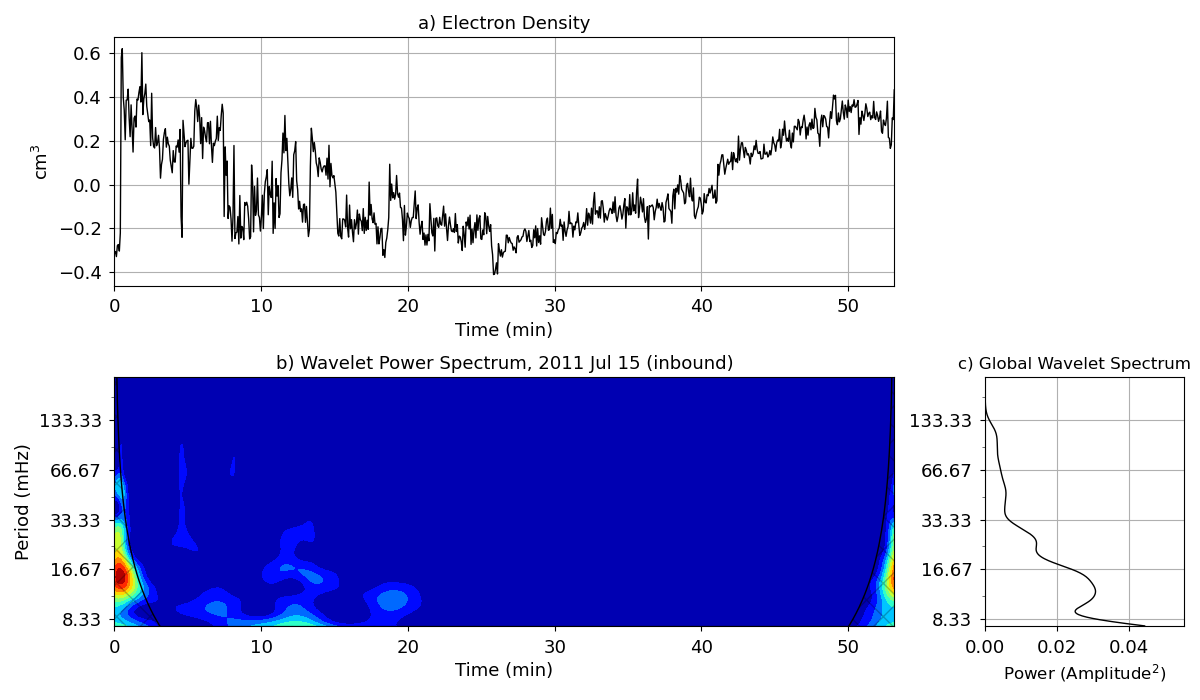 a) Electron Density
0.6
0.4
0.2
0.0
−0.2
−0.4
cm³
0 10 20 30 40 50
Time (min)
b) Wavelet Power Spectrum, 2011 Jul 15 (inbound)
133.33
66.67
33.33
16.67
8.33
Period (mHz)
0 10 20 30 40 50
Time (min)
c) Global Wavelet Spectrum
133.33
66.67
33.33
16.67
8.33
0.00 0.02 0.04
Power (Amplitude²)